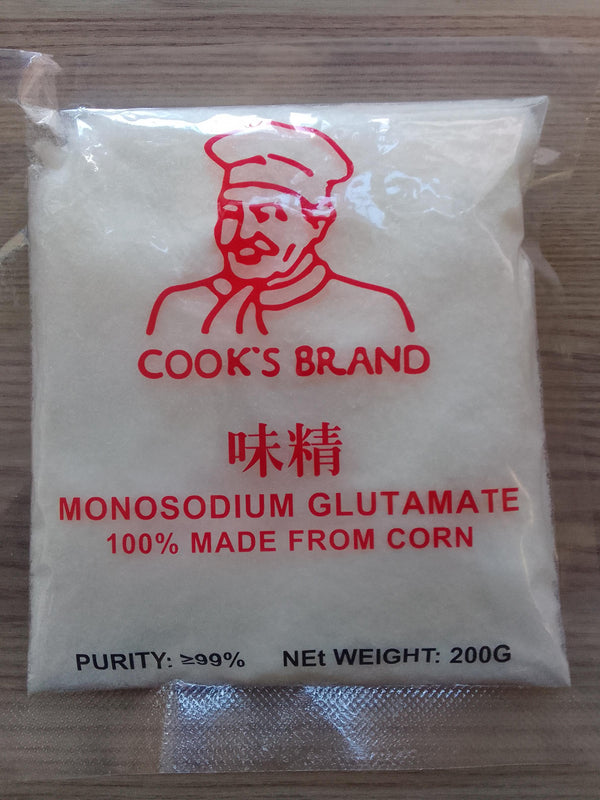 COOK'S BRAND
味精
MONOSODIUM GLUTAMATE
100% MADE FROM CORN
PURITY: ≥99% NEt WEIGHT: 200G